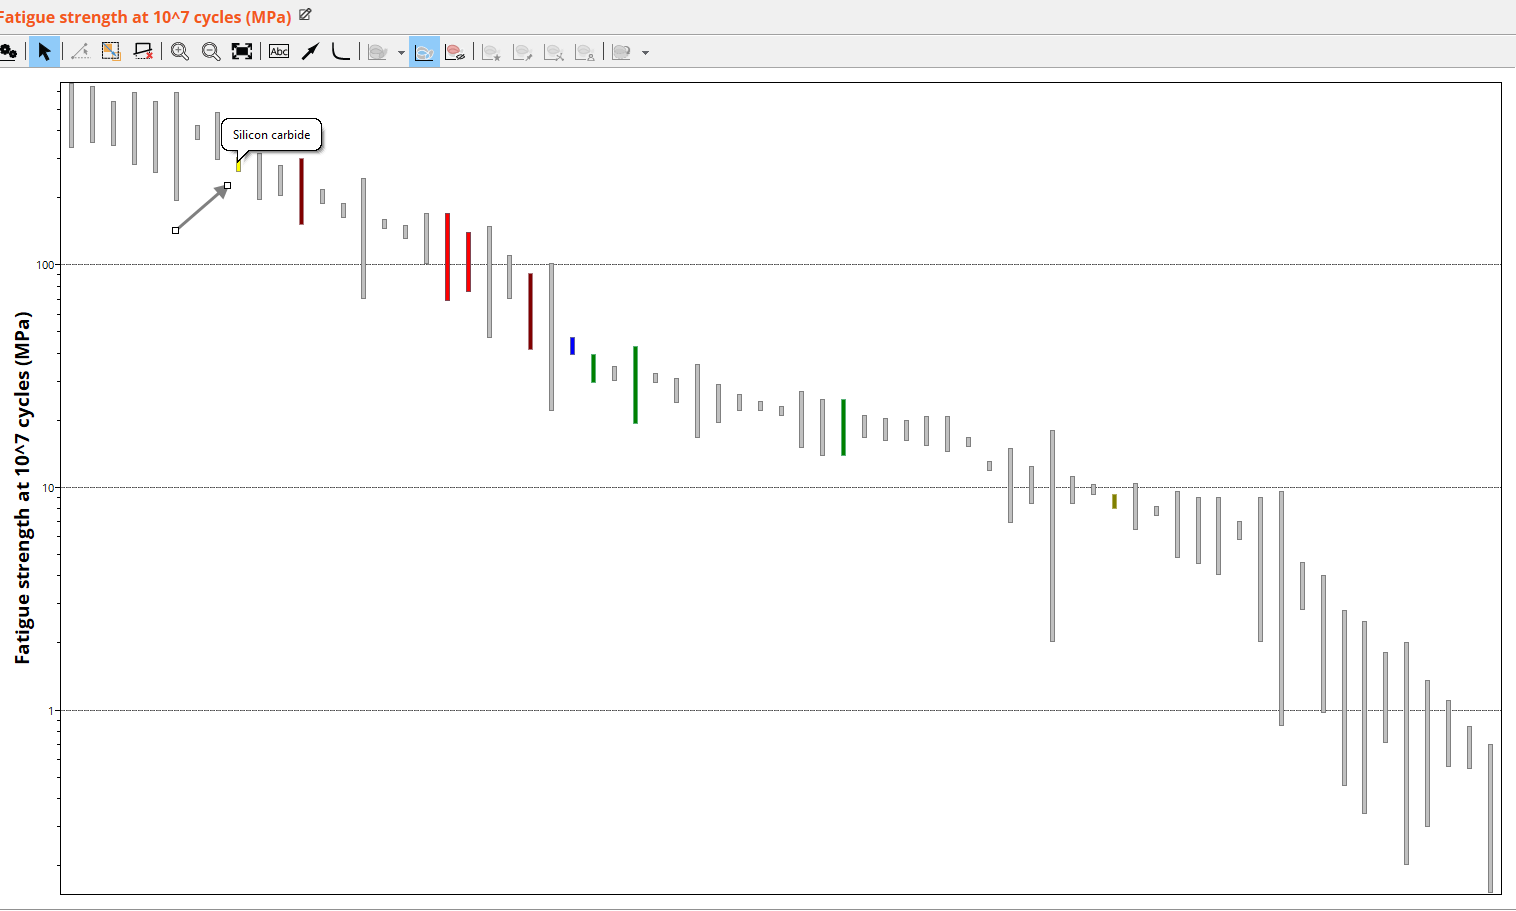 Fatigue strength at 10^7 cycles (MPa)
Abc
Silicon carbide
100
10
1
Fatigue strength at 10^7 cycles (MPa)